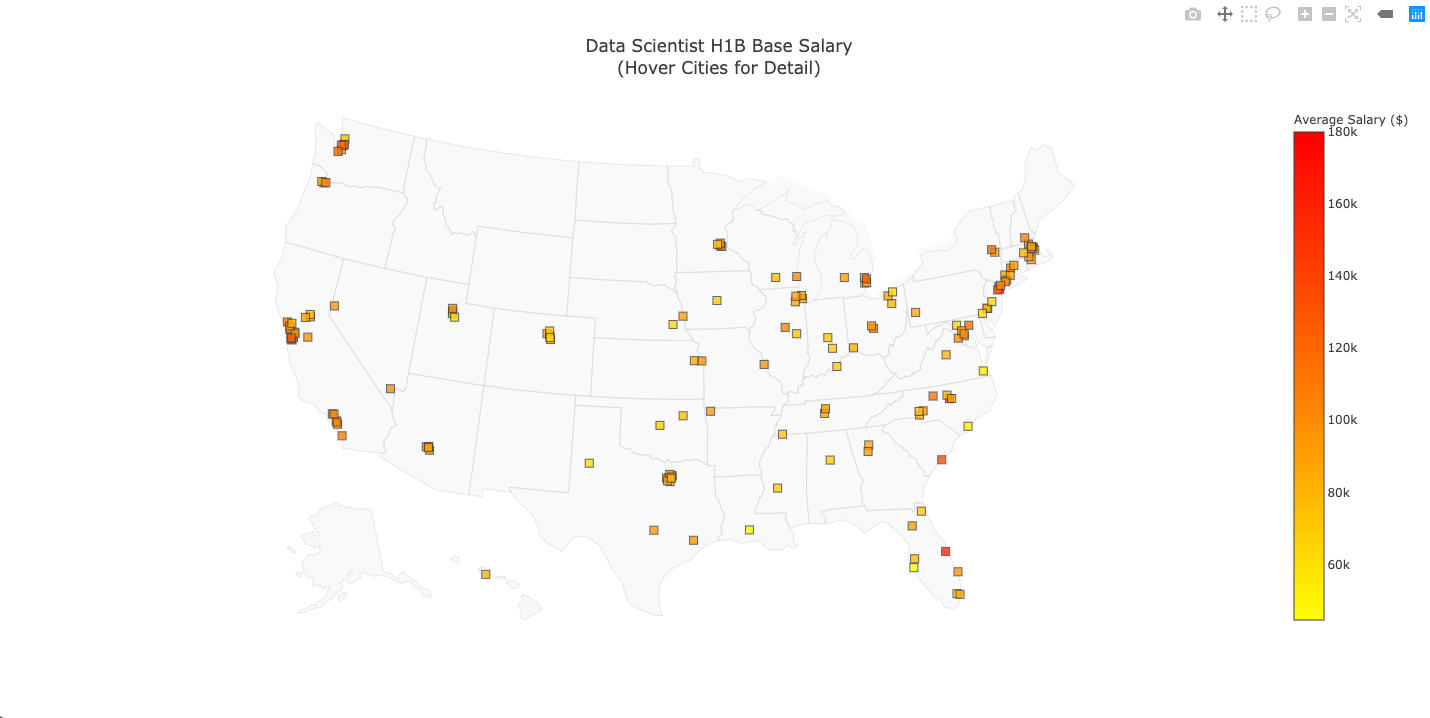 Data Scientist H1B Base Salary
(Hover Cities for Detail)
Average Salary ($)
180k
160k
140k
120k
100k
80k
60k